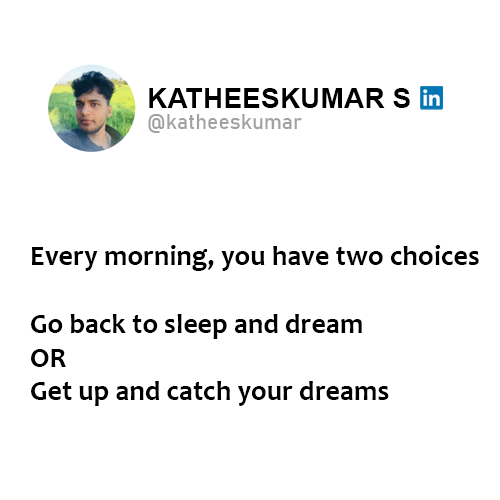 KATHEESKUMAR S in
@katheeskumar
Every morning, you have two choices
Go back to sleep and dream
OR
Get up and catch your dreams